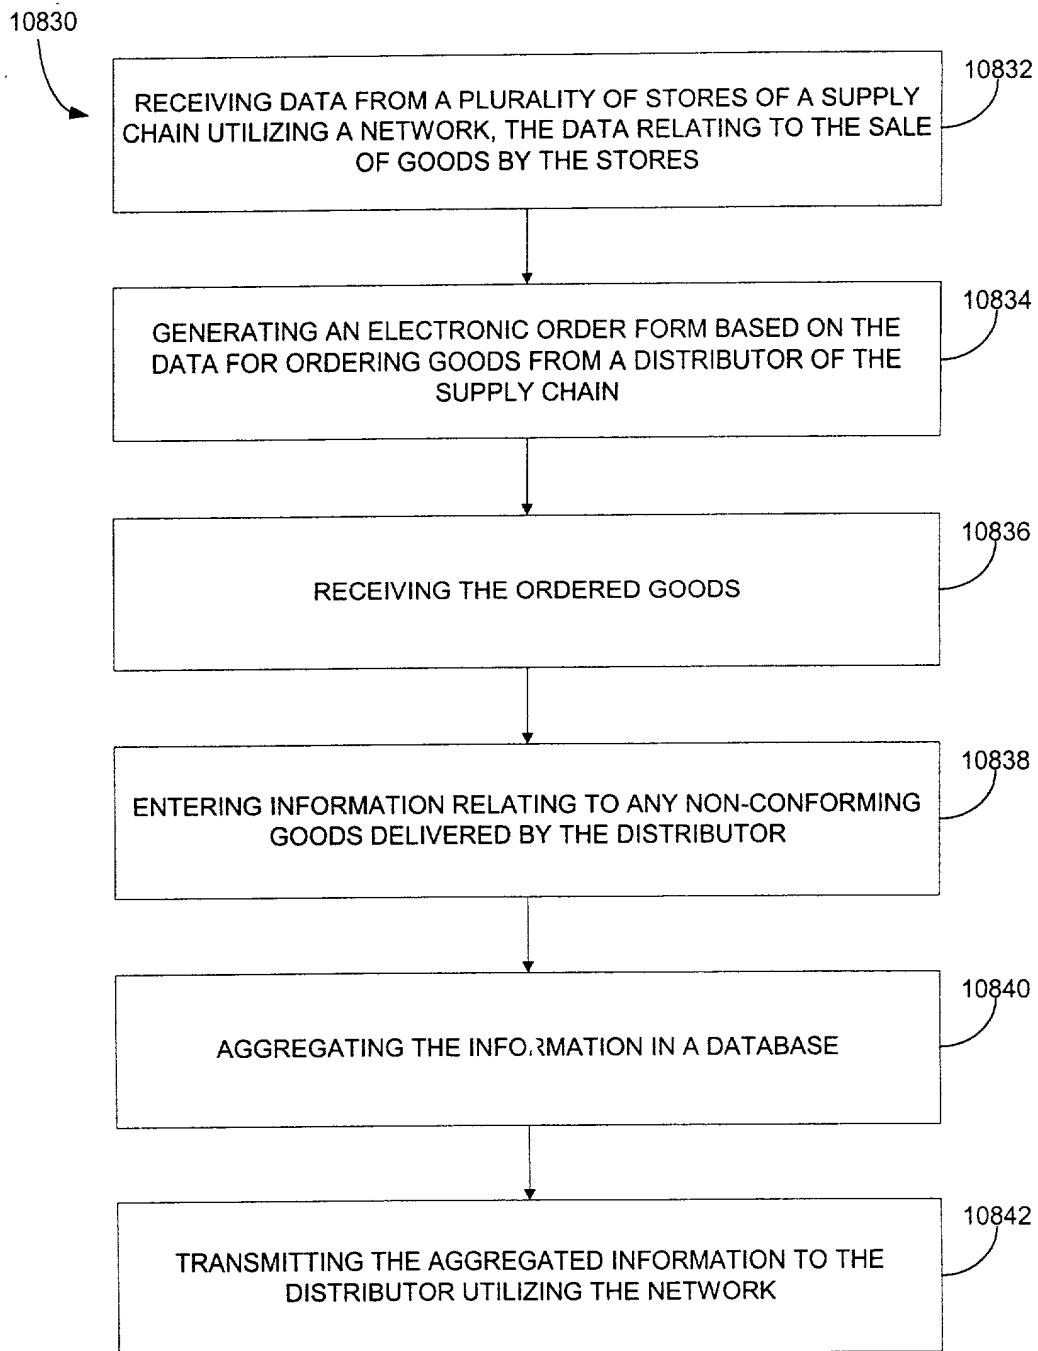 10830
10832
RECEIVING DATA FROM A PLURALITY OF STORES OF A SUPPLY
CHAIN UTILIZING A NETWORK, THE DATA RELATING TO THE SALE
OF GOODS BY THE STORES
10834
GENERATING AN ELECTRONIC ORDER FORM BASED ON THE
DATA FOR ORDERING GOODS FROM A DISTRIBUTOR OF THE
SUPPLY CHAIN
10836
RECEIVING THE ORDERED GOODS
10838
ENTERING INFORMATION RELATING TO ANY NON-CONFORMING
GOODS DELIVERED BY THE DISTRIBUTOR
10840
AGGREGATING THE INFORMATION IN A DATABASE
10842
TRANSMITTING THE AGGREGATED INFORMATION TO THE
DISTRIBUTOR UTILIZING THE NETWORK